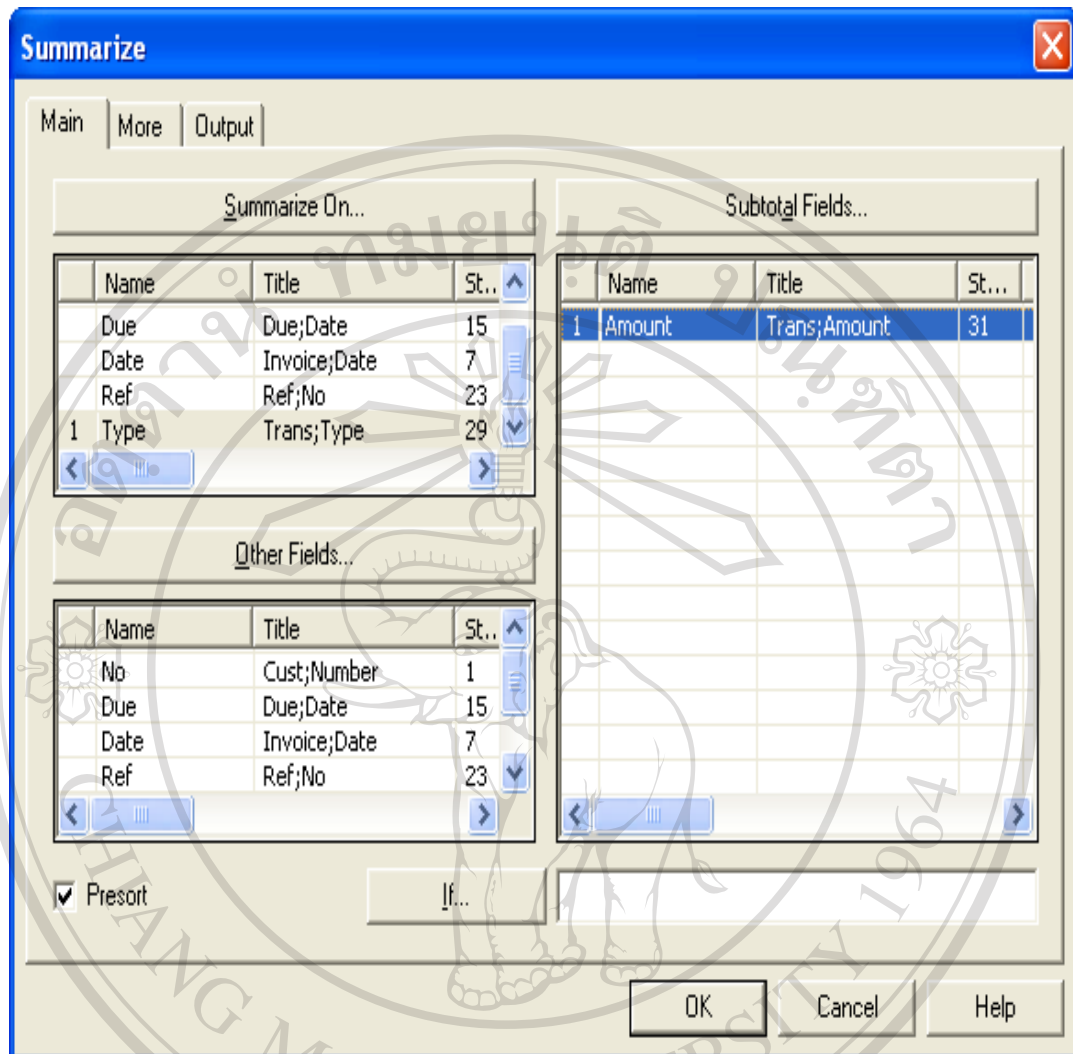 Summarize
Main More Output
Summarize On...
Name Title St..
Due Due;Date 15
Date Invoice;Date 7
Ref Ref;No 23
1 Type Trans;Type 29
Other Fields...
Name Title St..
No Cust;Number 1
Due Due;Date 15
Date Invoice;Date 7
Ref Ref;No 23
Subtotal Fields...
Name Title St...
1 Amount Trans;Amount 31
Presort If...
OK Cancel Help